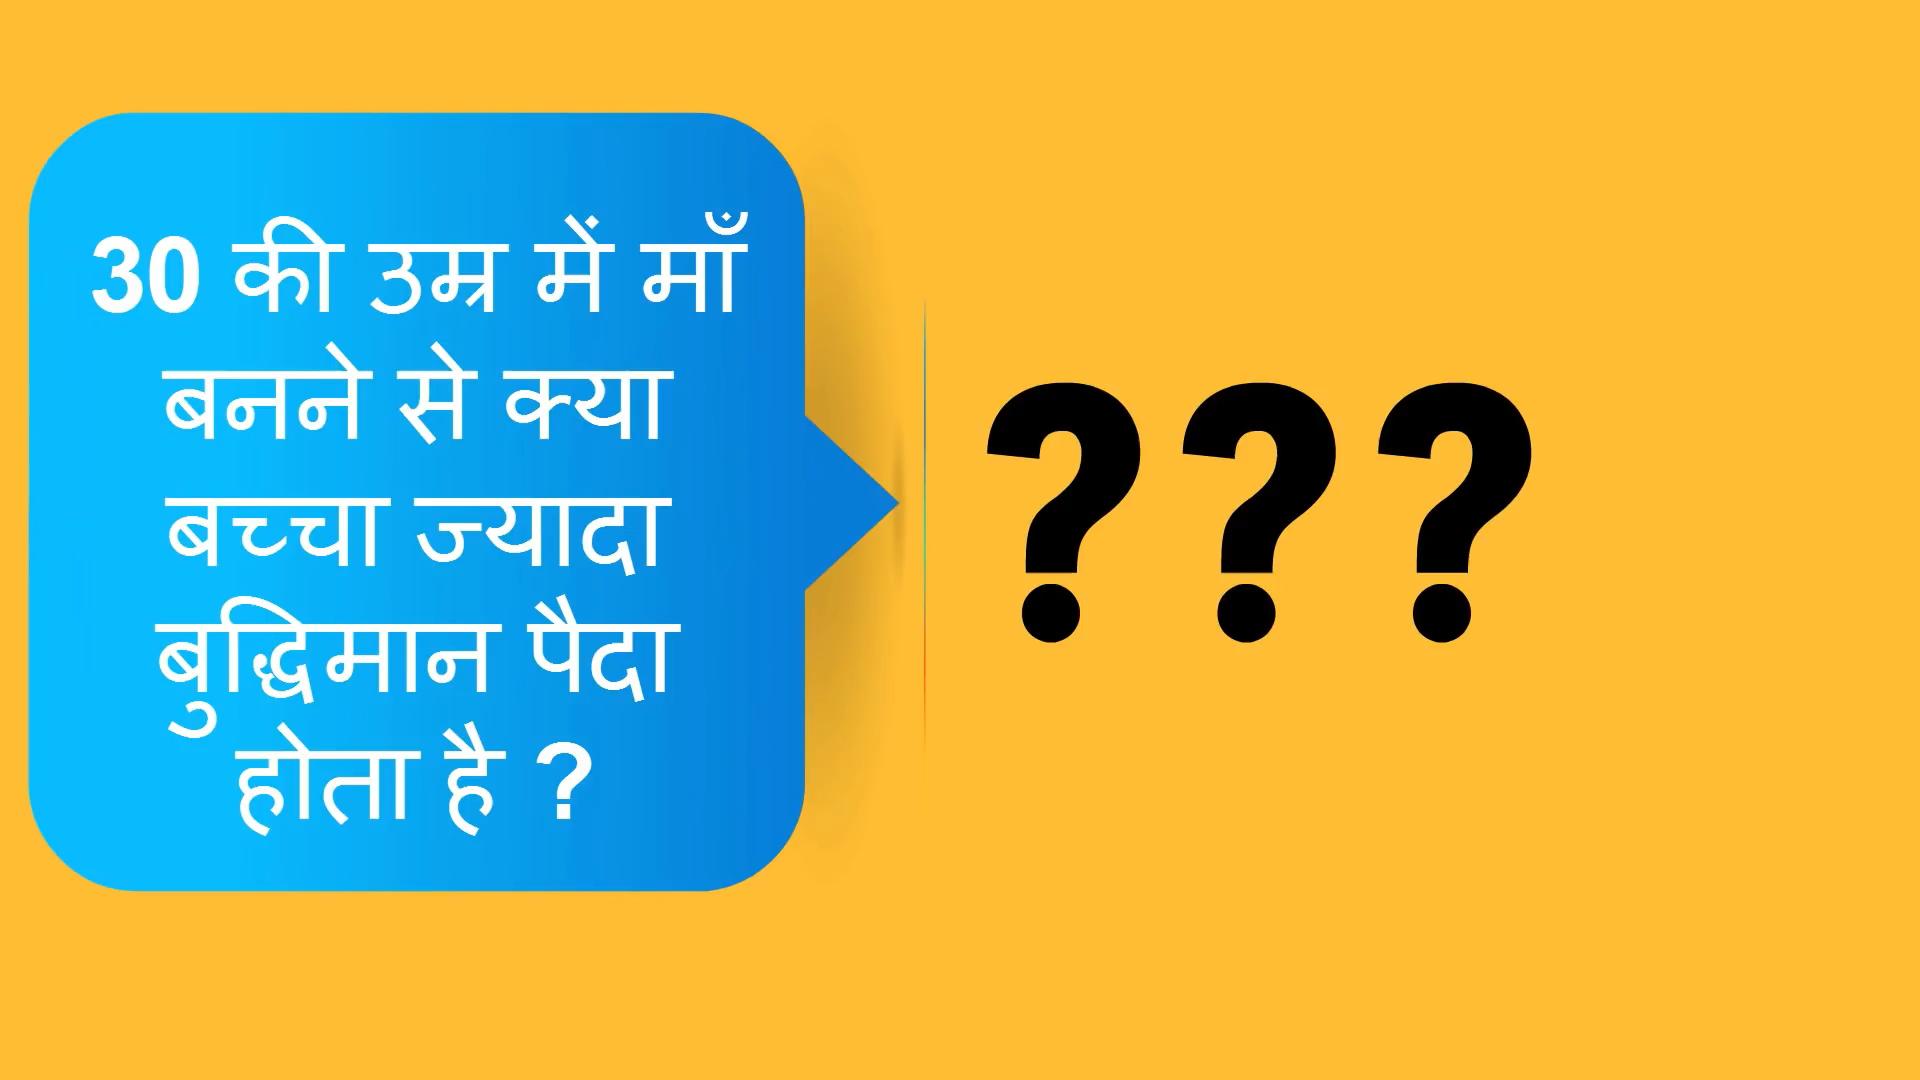 30 की उम्र में माँ
बनने से क्या
बच्चा ज्यादा
बुद्धिमान पैदा
होता है ?
???